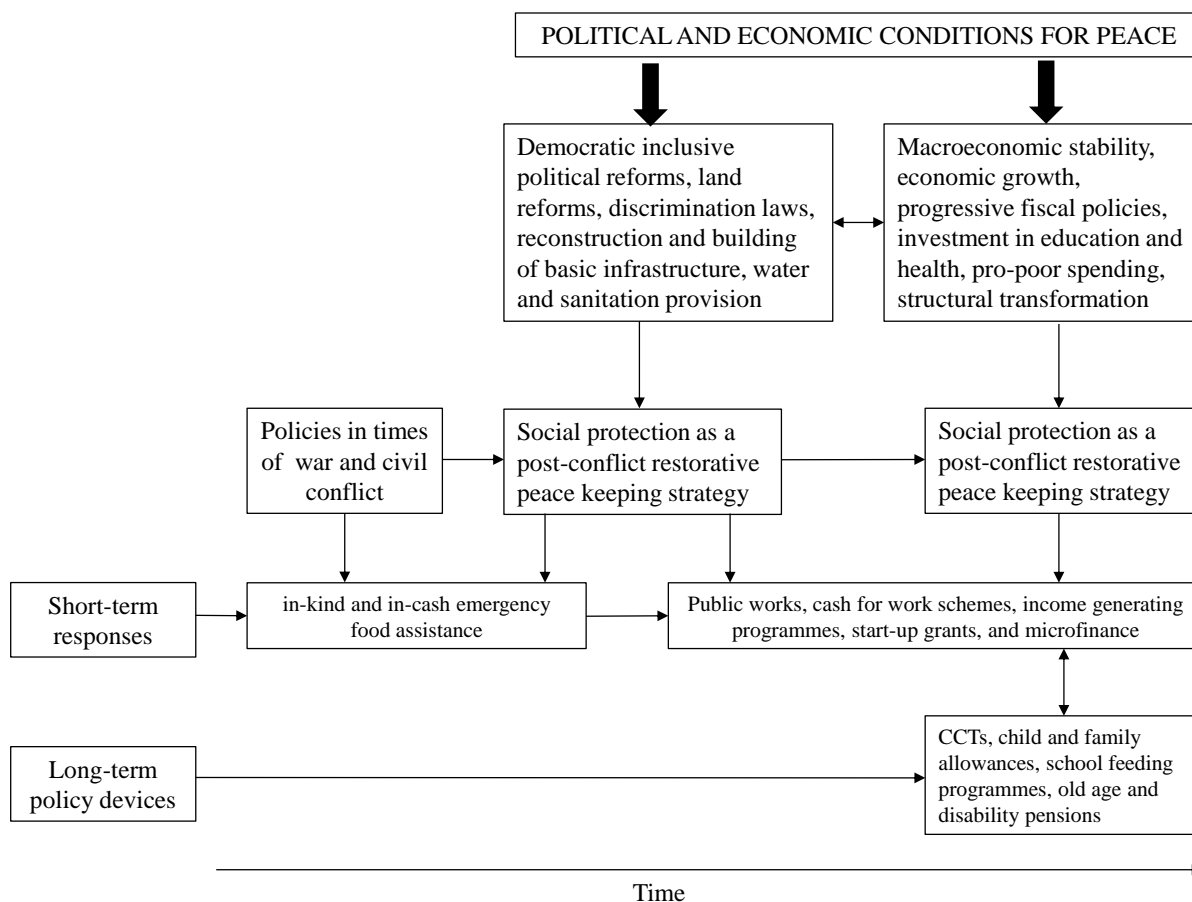 POLITICAL AND ECONOMIC CONDITIONS FOR PEACE
Democratic inclusive
political reforms, land
reforms, discrimination laws,
reconstruction and building
of basic infrastructure, water
and sanitation provision
Macroeconomic stability,
economic growth,
progressive fiscal policies,
investment in education and
health, pro-poor spending,
structural transformation
Policies in times
of war and civil
conflict
Social protection as a
post-conflict restorative
peace keeping strategy
Social protection as a
post-conflict restorative
peace keeping strategy
Short-term
responses
in-kind and in-cash emergency
food assistance
Public works, cash for work schemes, income generating
programmes, start-up grants, and microfinance
Long-term
policy devices
CCTs, child and family
allowances, school feeding
programmes, old age and
disability pensions
Time